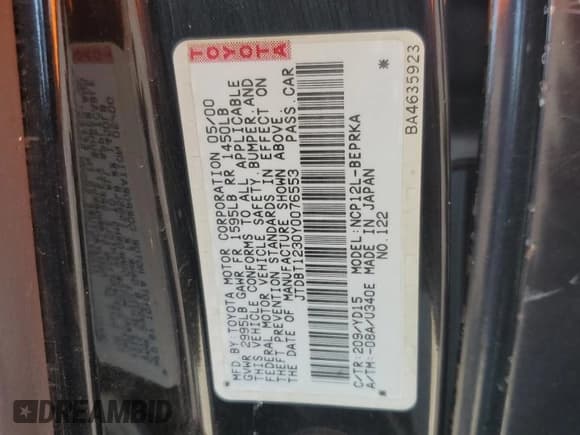 TOYOTA
MFD BY TOYOTA MOTOR CORPORATION 05/00
GVWR 2995LB GAWR FR 1595LB RR 1450LB
THIS VEHICLE CONFORMS TO ALL APPLICABLE
FEDERAL MOTOR VEHICLE SAFETY, BUMPER, AND
THEFT PREVENTION STANDARDS IN EFFECT ON
THE DATE OF MANUFACTURE SHOWN ABOVE.
JTDBT1230Y0076553 PASS.CAR
C/TR:209/YD15 MODEL:NCP12L-BEPRKA
A/TM:-08A/U340E MADE IN JAPAN
NO.122
BA4635923
DREAMBID